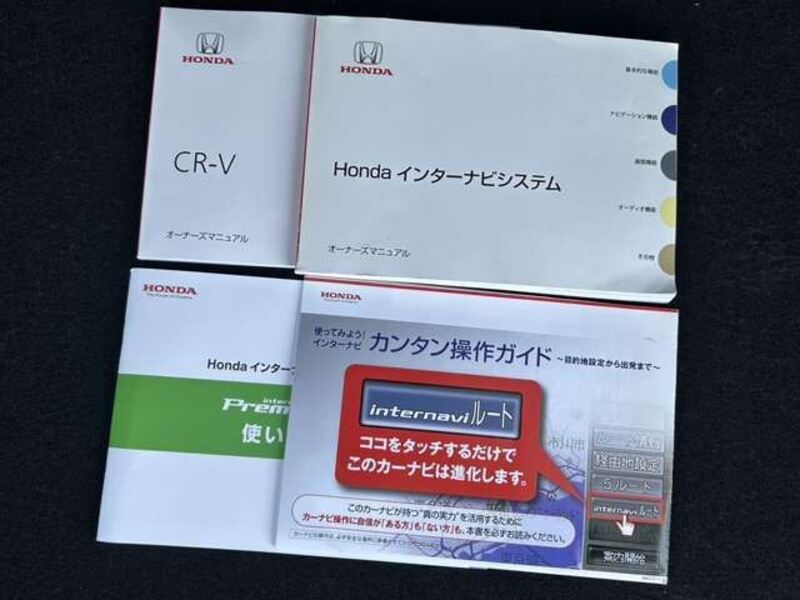 HONDA
CR-V
オーナーズマニュアル
HONDA
Honda インターナビシステム
オーナーズマニュアル
基本的な機能
ナビゲーション機能
オーディオ機能
その他
HONDA
The Power of Dreams
Honda インター
Prem
使い
HONDA
使ってみよう!
インターナビ
カンタン操作ガイド
~目的地設定から出発まで~
internaviルート
ココをタッチするだけで
このカーナビは進化します。
市川市
経由地設定
5ルート
internaviルート
案内開始
このカーナビが持つ"真の実力"を活用するために
カーナビ操作に自信が「ある方」も「ない方」も、本書を必ずお読みください。